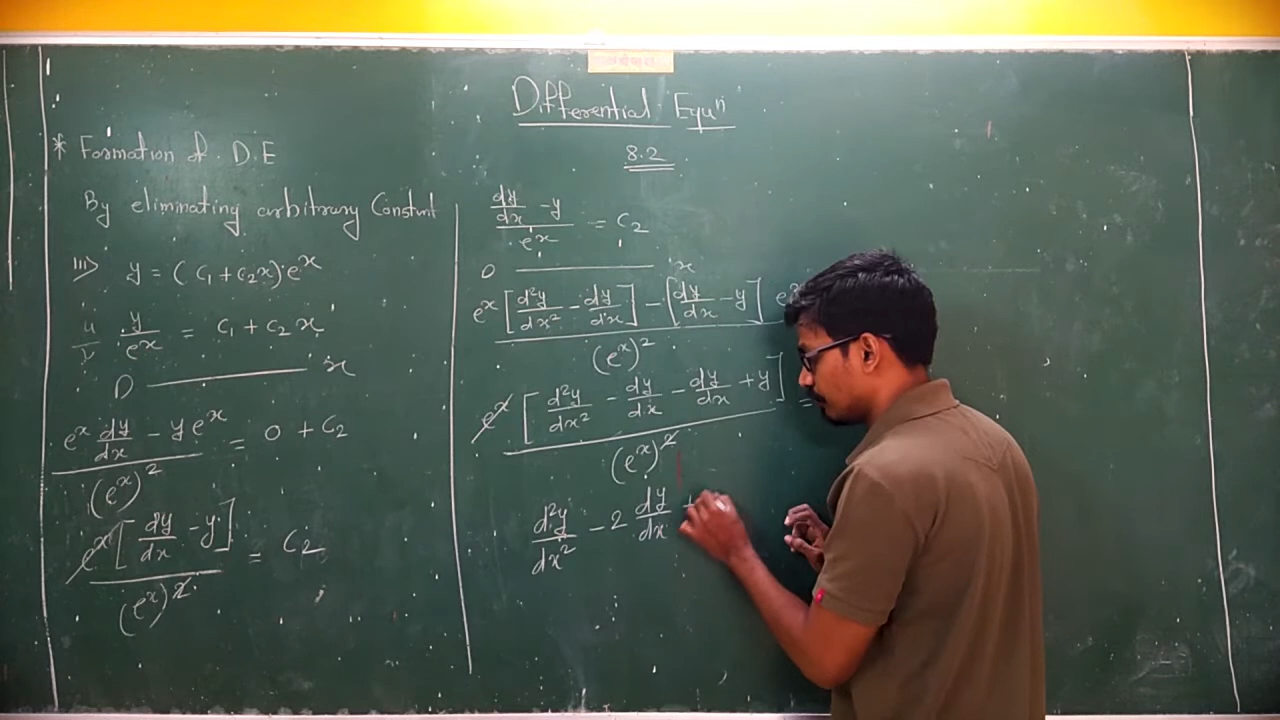 Differential Equⁿ
8.2
* Formation of D.E
By eliminating arbitrary Constant
iii> y = (c₁ + c₂x)·eˣ
y/eˣ = c₁ + c₂x
D ——— x
(eˣ dy/dx - yeˣ)/(eˣ)² = 0 + c₂
eˣ[dy/dx - y]/(eˣ)² = c₂
(dy/dx - y)/eˣ = c₂
D ——— x
eˣ[d²y/dx² - dy/dx] - [dy/dx - y] eˣ
(eˣ)²
eˣ[d²y/dx² - dy/dx - dy/dx + y]/(eˣ)² =
d²y/dx² - 2 dy/dx +